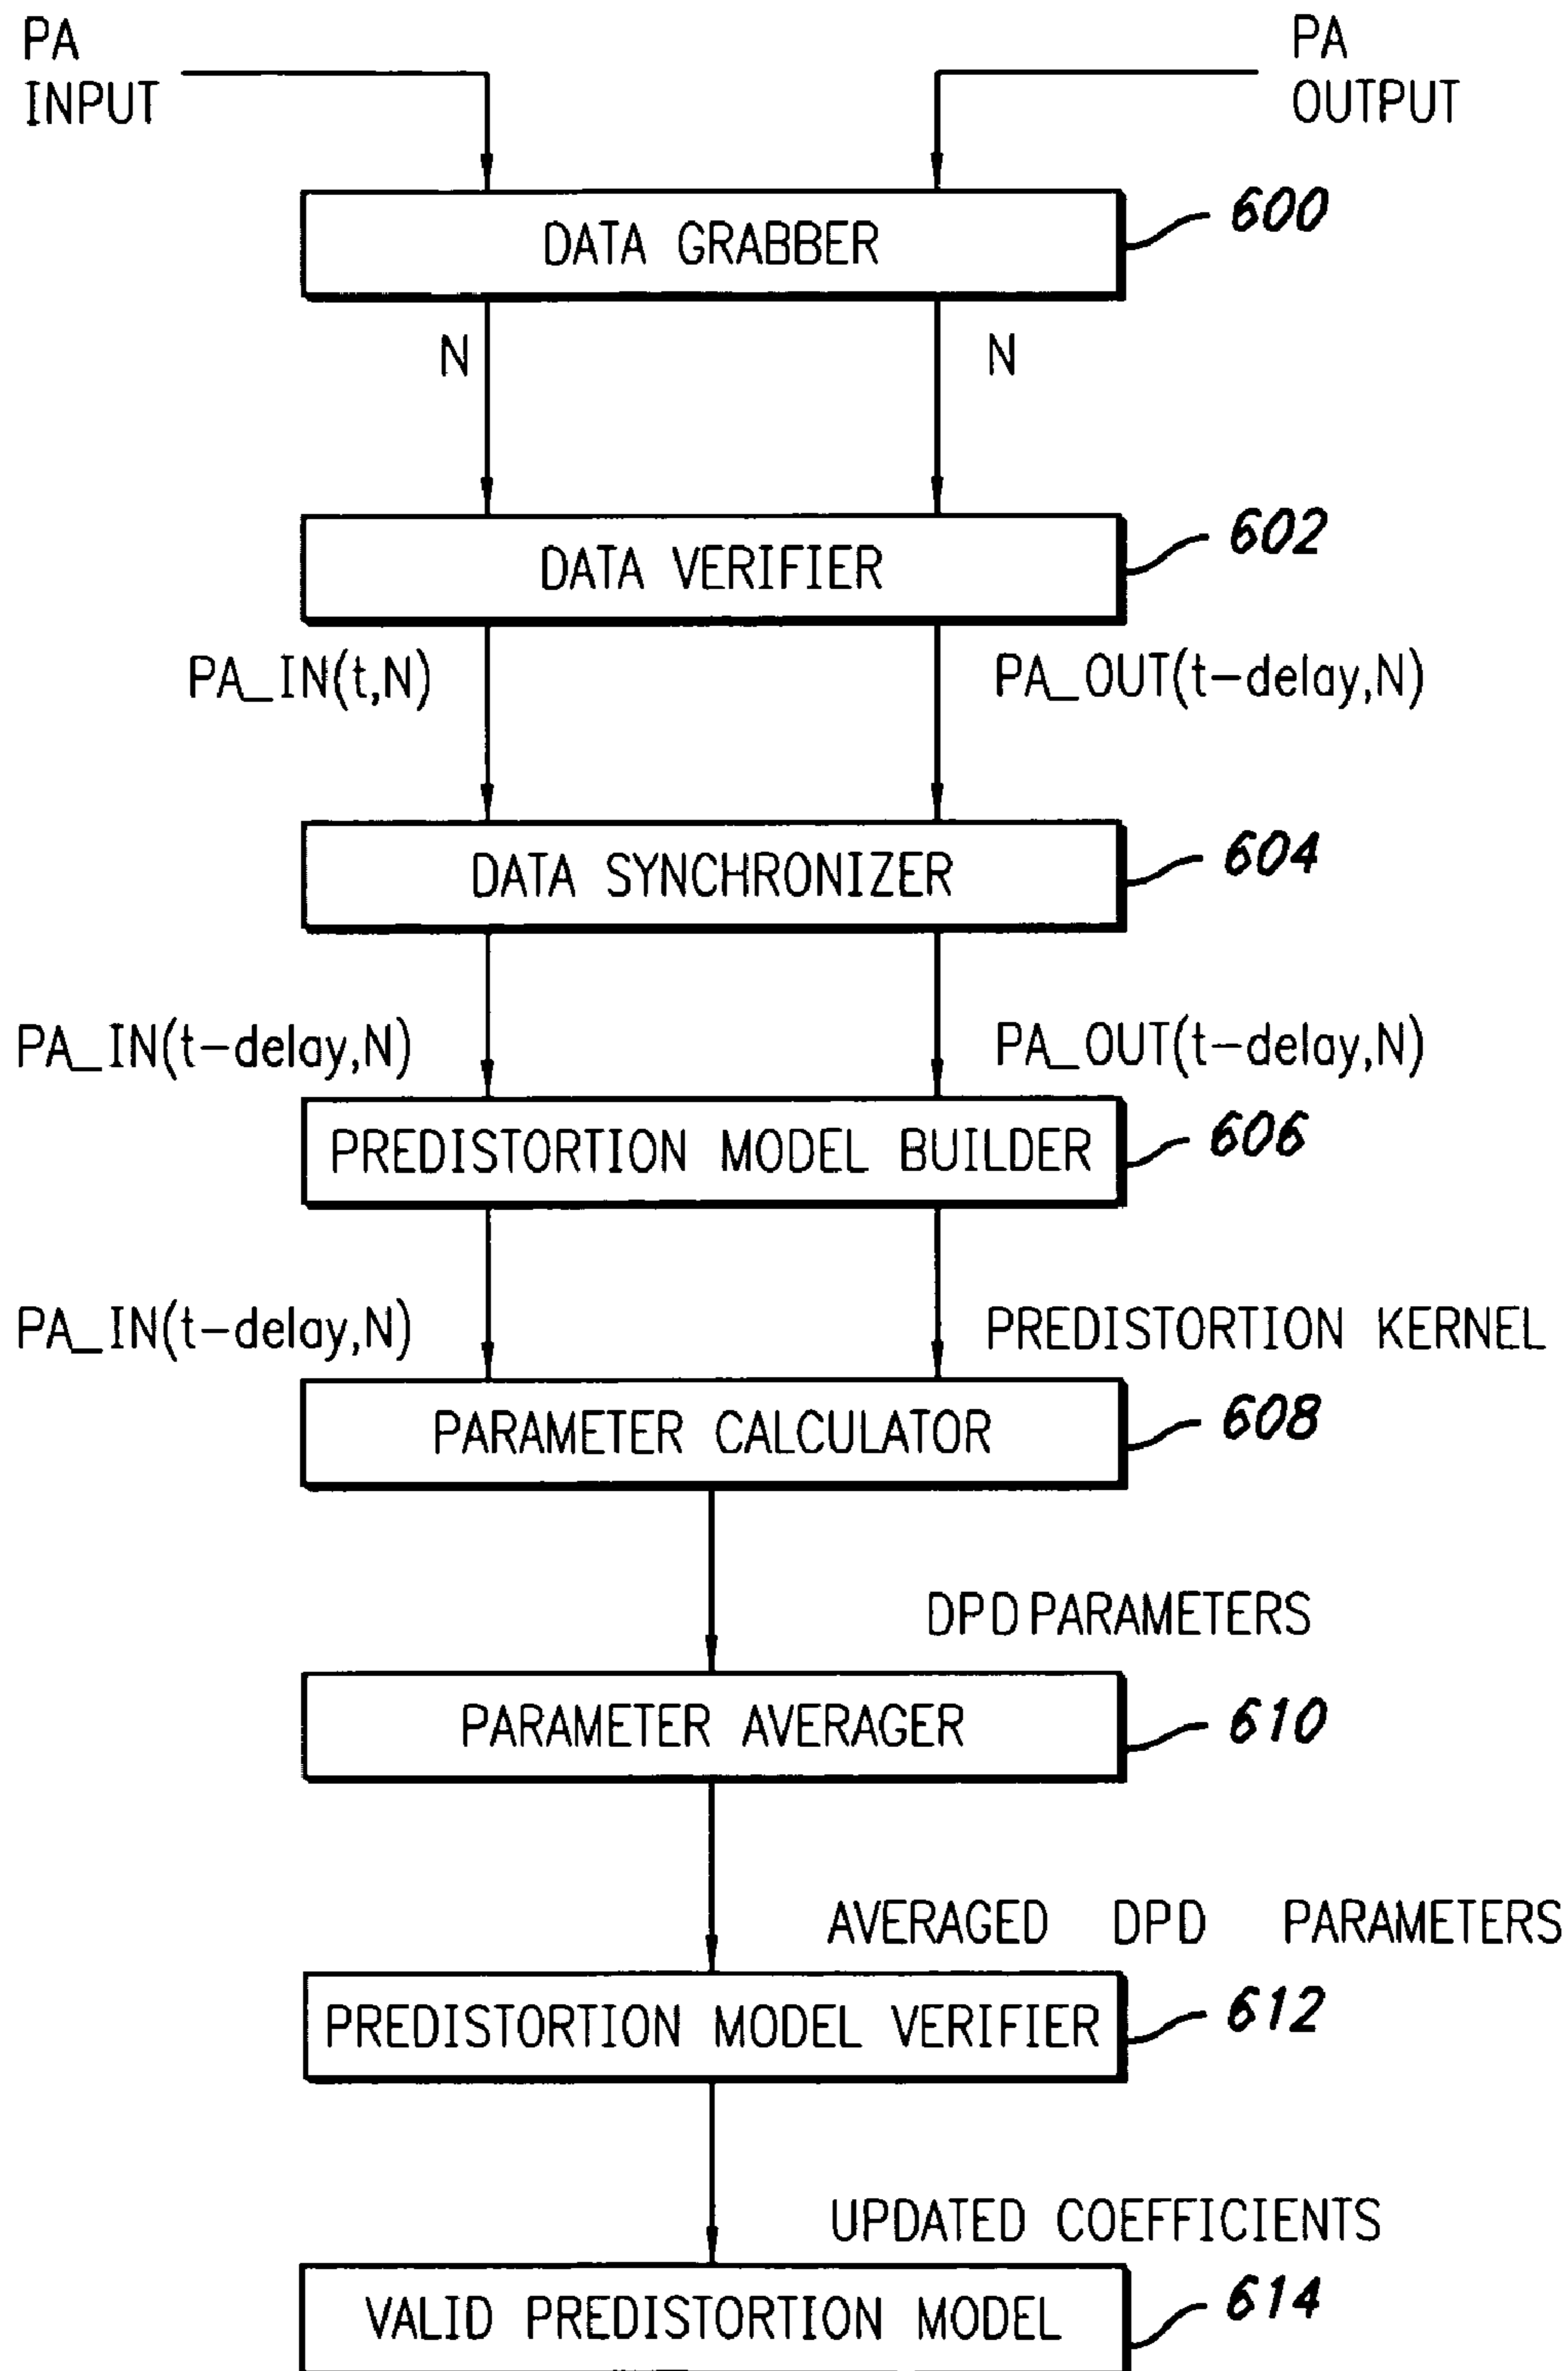 PA
INPUT
PA
OUTPUT
DATA GRABBER
600
N
N
DATA VERIFIER
602
PA_IN(t,N)
PA_OUT(t-delay,N)
DATA SYNCHRONIZER
604
PA_IN(t-delay,N)
PA_OUT(t-delay,N)
PREDISTORTION MODEL BUILDER
606
PA_IN(t-delay,N)
PREDISTORTION KERNEL
PARAMETER CALCULATOR
608
DPD PARAMETERS
PARAMETER AVERAGER
610
AVERAGED DPD PARAMETERS
PREDISTORTION MODEL VERIFIER
612
UPDATED COEFFICIENTS
VALID PREDISTORTION MODEL
614